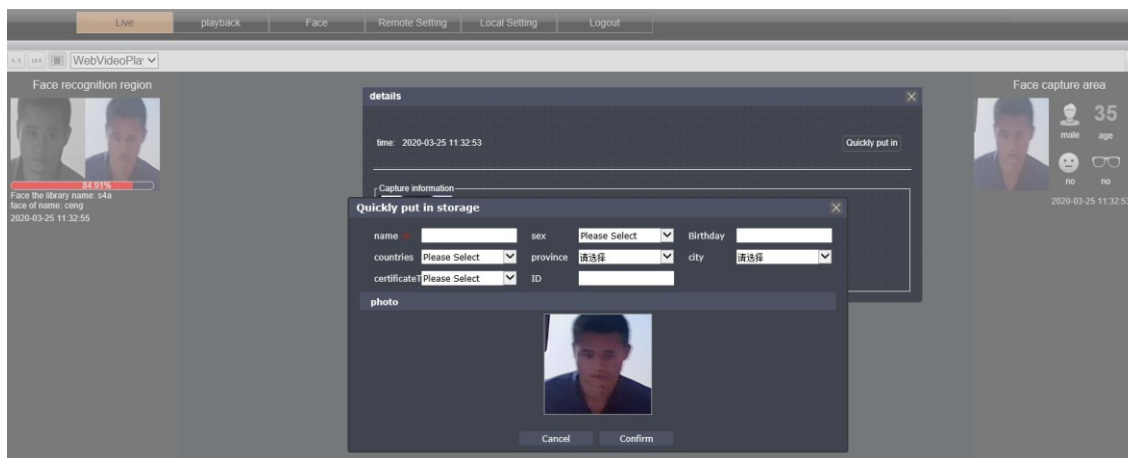 Live playback Face Remote Setting Local Setting Logout
WebVideoPla
Face recognition region
84.91%
Face the library name: s4a
face of name: ceng
2020-03-25 11:32:55
details
time: 2020-03-25 11:32:53 Quickly put in
Capture information
Quickly put in storage
name * sex Please Select Birthday
countries Please Select province 请选择 city 请选择
certificateT Please Select ID
photo
Cancel Confirm
Face capture area
35
male age
no no
2020-03-25 11:32:53